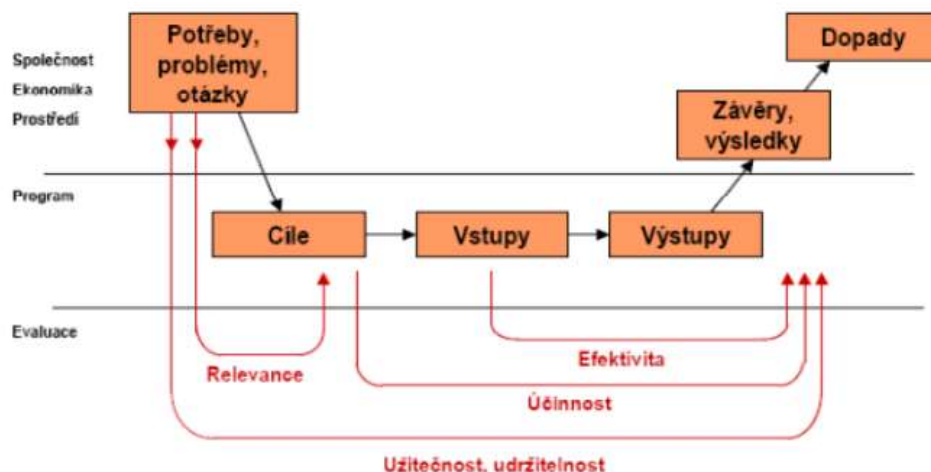 Společnost
Ekonomika
Prostředí
Potřeby,
problémy,
otázky
Dopady
Závěry,
výsledky
Program
Cíle
Vstupy
Výstupy
Evaluace
Relevance
Efektivita
Účinnost
Užitečnost, udržitelnost